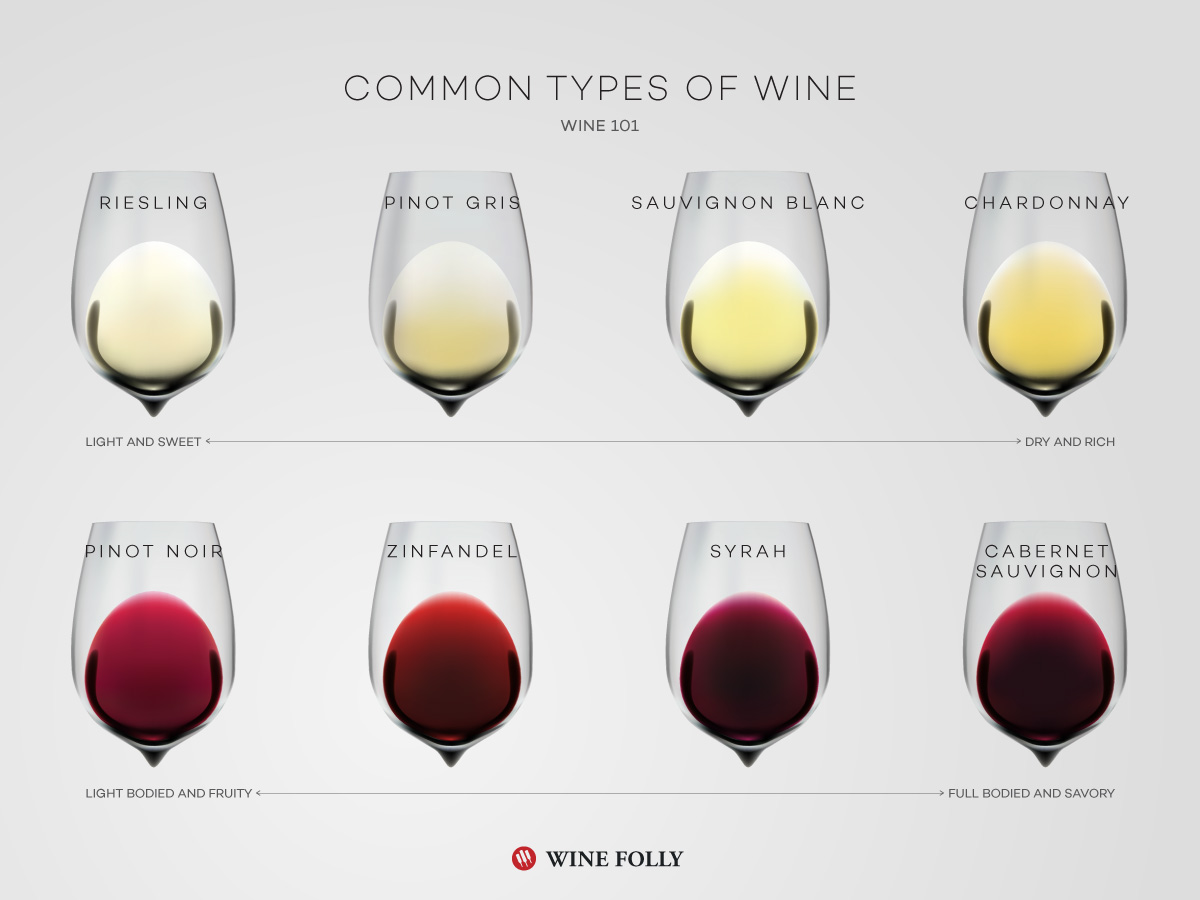 COMMON TYPES OF WINE
WINE 101
RIESLING
PINOT GRIS
SAUVIGNON BLANC
CHARDONNAY
LIGHT AND SWEET
DRY AND RICH
PINOT NOIR
ZINFANDEL
SYRAH
CABERNET
SAUVIGNON
LIGHT BODIED AND FRUITY
FULL BODIED AND SAVORY
WINE FOLLY